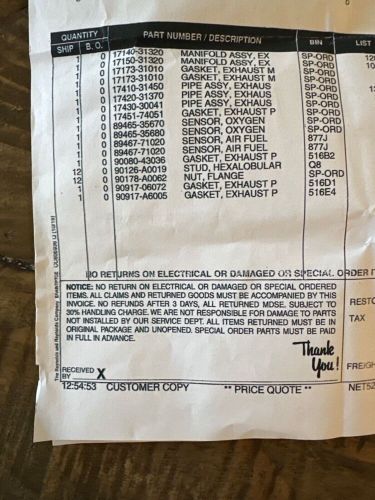 QUANTITY PART NUMBER / DESCRIPTION BIN LIST
SHIP B. O.
1 0 17140-31320 MANIFOLD ASSY, EX SP-ORD
1 0 17150-31320 MANIFOLD ASSY, EX SP-ORD
1 0 17173-31010 GASKET, EXHAUST M SP-ORD
1 0 17173-31010 GASKET, EXHAUST M SP-ORD
1 0 17410-31450 PIPE ASSY, EXHAUS SP-ORD
1 0 17420-31370 PIPE ASSY, EXHAUS SP-ORD
1 0 17430-30041 PIPE ASSY, EXHAUS SP-ORD
1 0 17451-74051 GASKET, EXHAUST P SP-ORD
1 0 89465-35670 SENSOR, OXYGEN SP-ORD
1 0 89465-35680 SENSOR, OXYGEN SP-ORD
1 0 89467-71020 SENSOR, AIR FUEL 877J
1 0 89467-71020 SENSOR, AIR FUEL 877J
1 0 90080-43036 GASKET, EXHAUST P 516B2
12 0 90126-A0019 STUD, HEXALOBULAR Q8
12 0 90178-A0062 NUT, FLANGE SP-ORD
1 0 90917-06072 GASKET, EXHAUST P 516D1
1 0 90917-A6005 GASKET, EXHAUST P 516E4
NO RETURNS ON ELECTRICAL OR DAMAGED OR SPECIAL ORDER
NOTICE: NO RETURN ON ELECTRICAL OR DAMAGED OR SPECIAL ORDERED
ITEMS. ALL CLAIMS AND RETURNED GOODS MUST BE ACCOMPANIED BY THIS
INVOICE. NO REFUNDS AFTER 3 DAYS, ALL RETURNED MDSE. SUBJECT TO
30% HANDLING CHARGE. WE ARE NOT RESPONSIBLE FOR DAMAGE TO PARTS
NOT INSTALLED BY OUR SERVICE DEPT. ALL ITEMS RETURNED MUST BE IN
ORIGINAL PACKAGE AND UNOPENED. SPECIAL ORDER PARTS MUST BE PAID
IN FULL IN ADVANCE.
Thank
You!
RESTO
TAX
FREIGH
RECEIVED X
BY
12:54:53 CUSTOMER COPY ** PRICE QUOTE ** NET52
The Reynolds and Reynolds Company